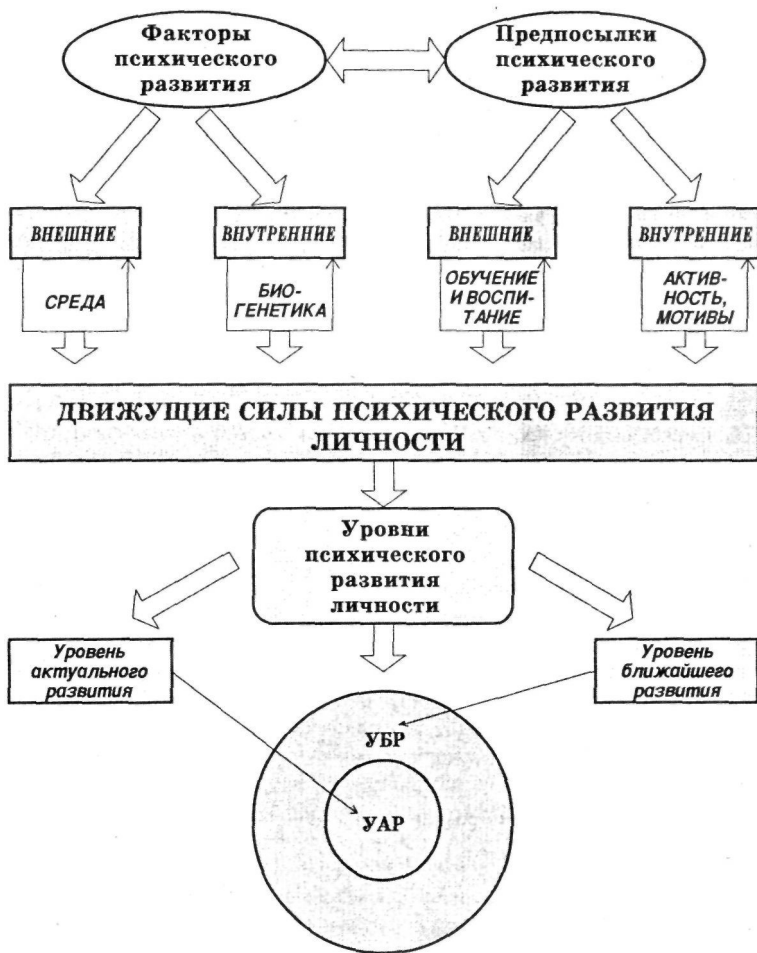 Факторы
психического
развития
Предпосылки
психического
развития
ВНЕШНИЕ
ВНУТРЕННИЕ
ВНЕШНИЕ
ВНУТРЕННИЕ
СРЕДА
БИО-
ГЕНЕТИКА
ОБУЧЕНИЕ
И ВОСПИ-
ТАНИЕ
АКТИВ-
НОСТЬ,
МОТИВЫ
ДВИЖУЩИЕ СИЛЫ ПСИХИЧЕСКОГО РАЗВИТИЯ
ЛИЧНОСТИ
Уровни
психического
развития
личности
Уровень
актуального
развития
Уровень
ближайшего
развития
УБР
УАР